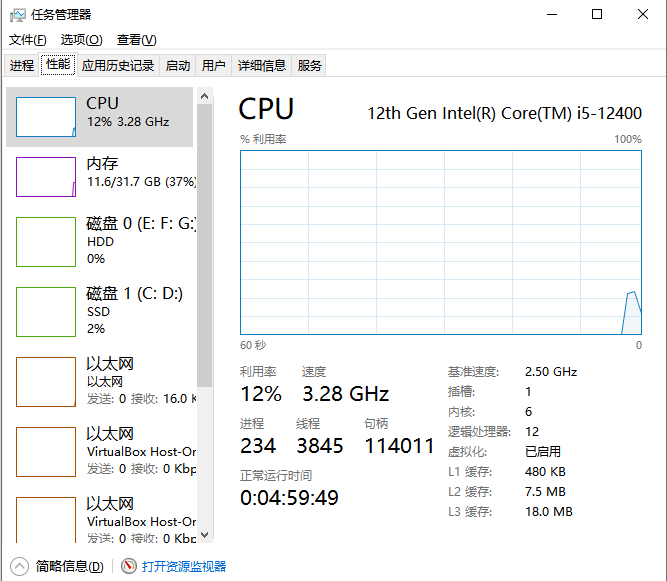 任务管理器
文件(F) 选项(O) 查看(V)
进程 性能 应用历史记录 启动 用户 详细信息 服务
CPU
12% 3.28 GHz
内存
11.6/31.7 GB (37%)
磁盘 0 (E: F: G:)
HDD
0%
磁盘 1 (C: D:)
SSD
2%
以太网
以太网
发送: 0 接收: 16.0 K
以太网
VirtualBox Host-On
发送: 0 接收: 0 Kbp
以太网
VirtualBox Host-On
发送: 0 接收: 0 Kbp
CPU
12th Gen Intel(R) Core(TM) i5-12400
% 利用率 100%
60 秒 0
利用率 速度
12% 3.28 GHz
进程 线程 句柄
234 3845 114011
正常运行时间
0:04:59:49
基准速度: 2.50 GHz
插槽: 1
内核: 6
逻辑处理器: 12
虚拟化: 已启用
L1 缓存: 480 KB
L2 缓存: 7.5 MB
L3 缓存: 18.0 MB
简略信息(D) 打开资源监视器